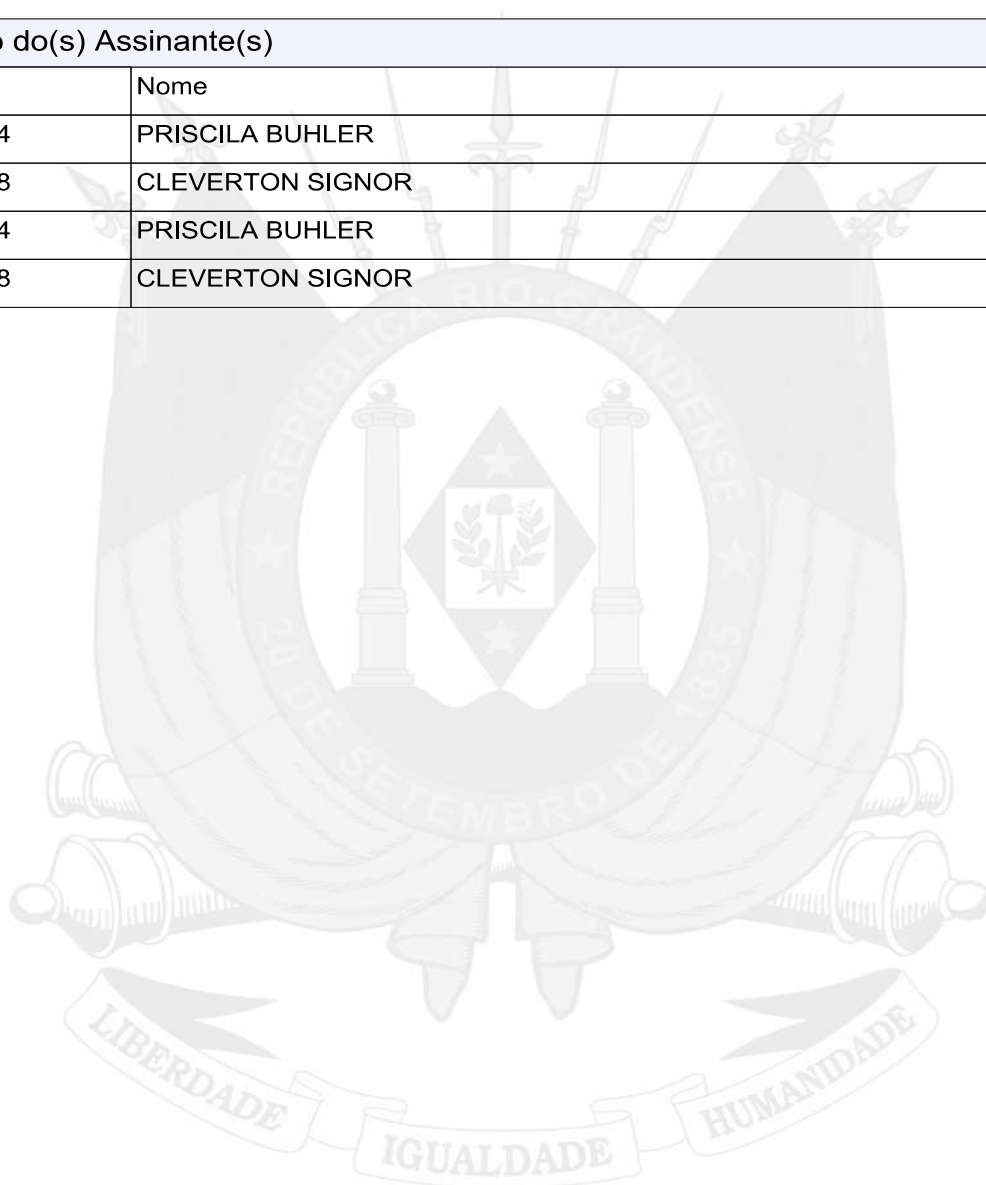 o do(s) Assinante(s)
Nome
4 PRISCILA BUHLER
8 CLEVERTON SIGNOR
4 PRISCILA BUHLER
8 CLEVERTON SIGNOR
REPÚBLICA RIO-GRANDENSE
20 DE SETEMBRO DE 1835
LIBERDADE
IGUALDADE
HUMANIDADE